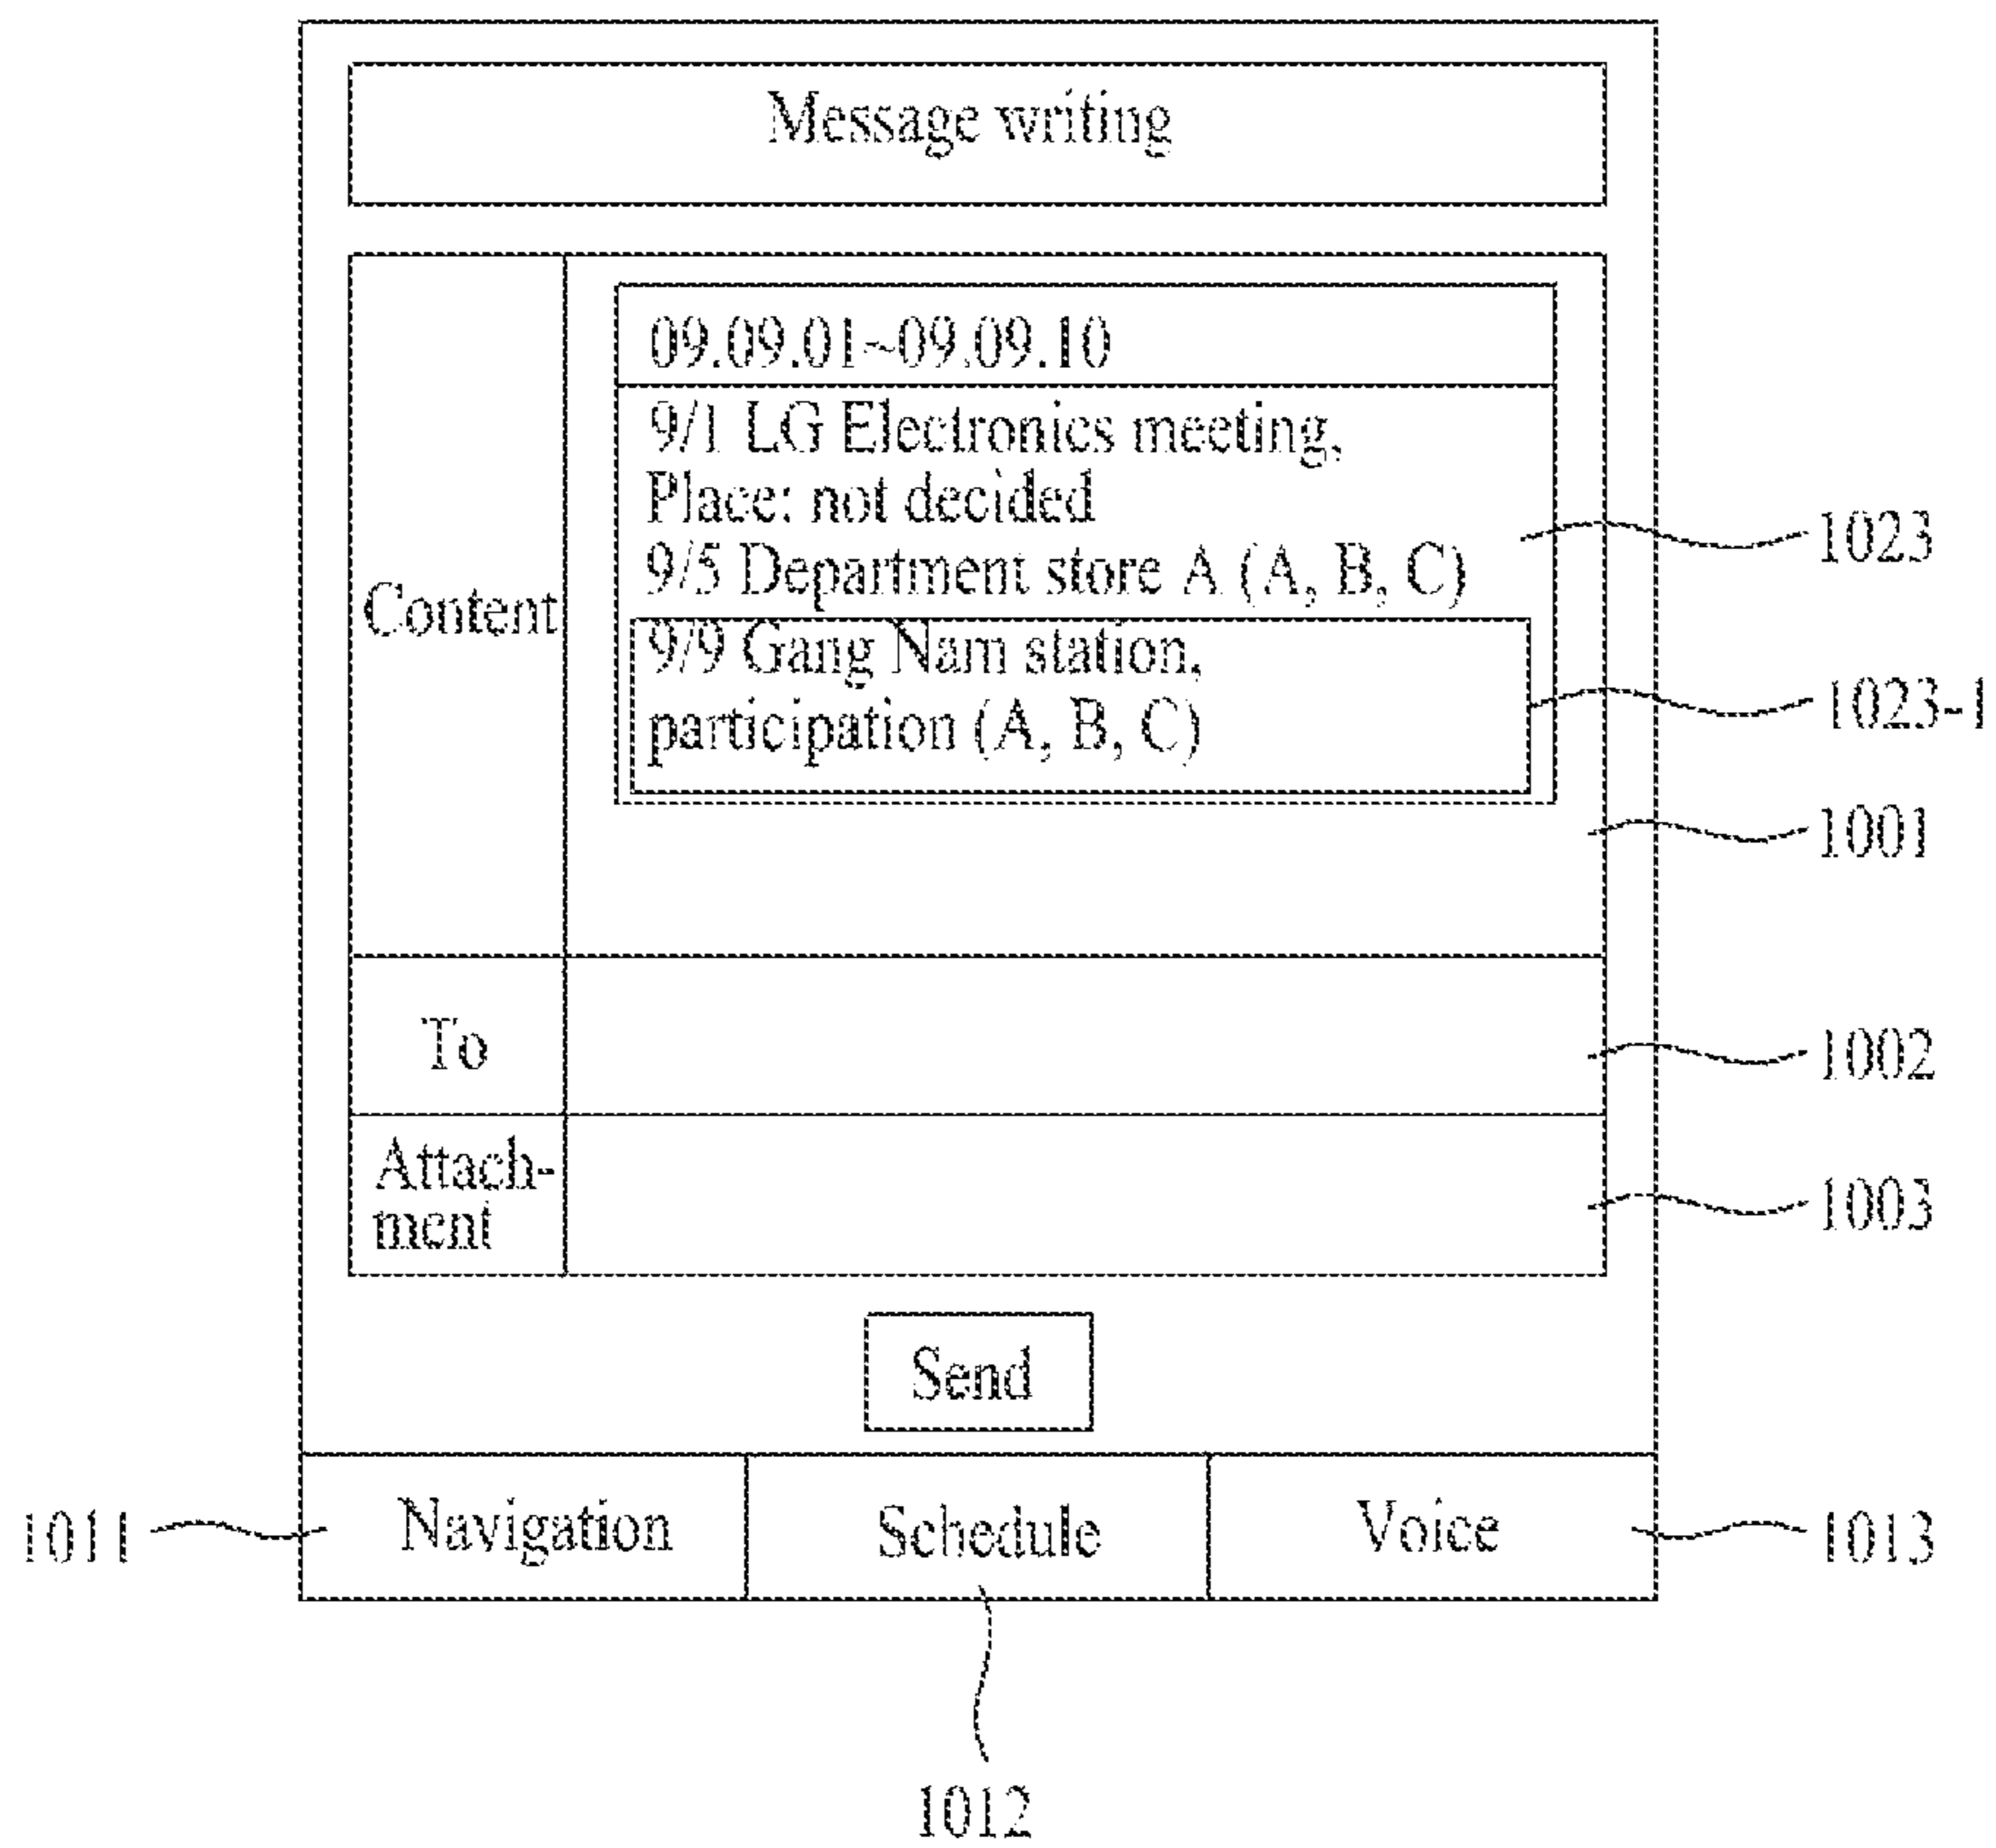 Message writing
09.09.01~09.09.10
9/1 LG Electronics meeting,
Place: not decided
9/5 Department store A (A, B, C)
9/9 Gang Nam station,
participation (A, B, C)
Content
1023
1023-1
1001
To
1002
Attach-
ment
1003
Send
1011
Navigation
Schedule
Voice
1013
1012